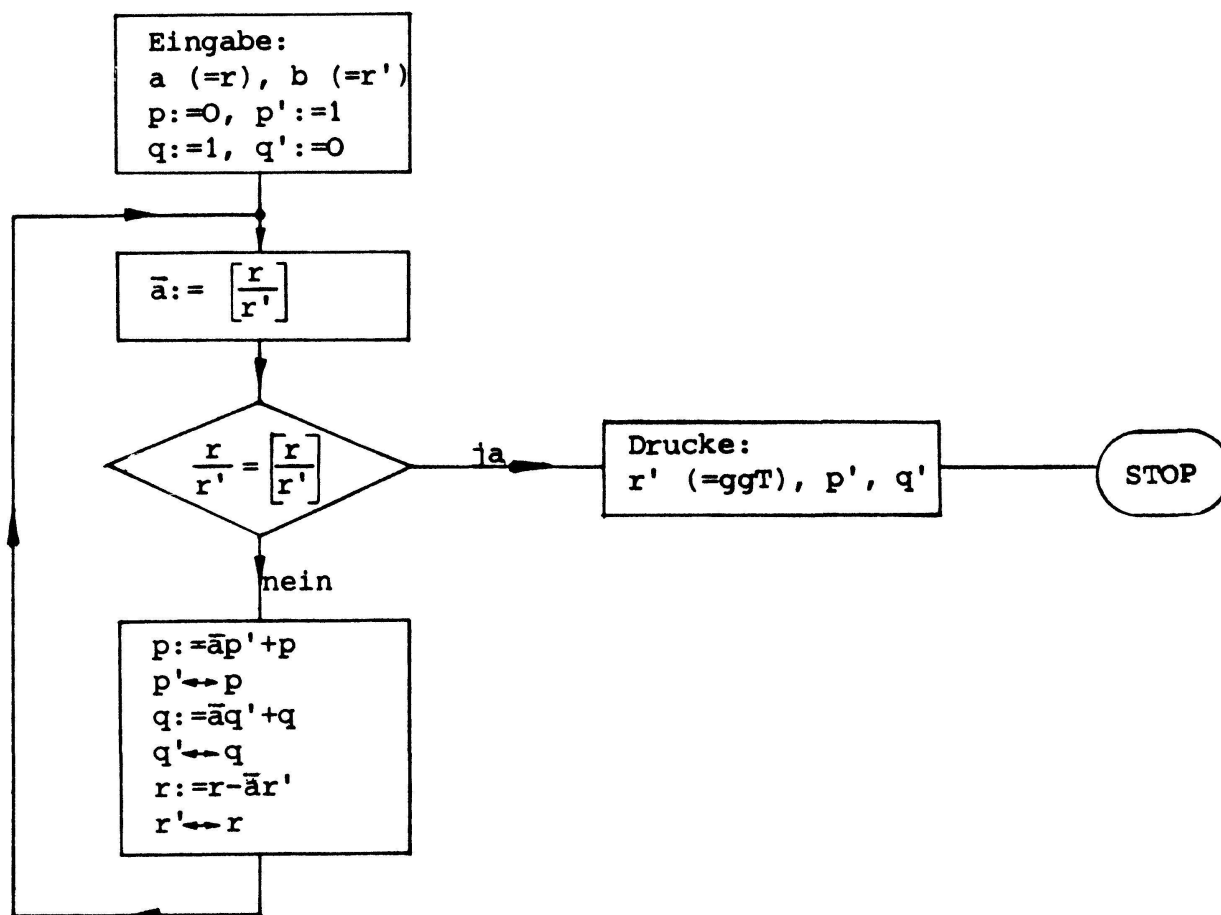 Eingabe:
a (=r), b (=r')
p:=0, p':=1
q:=1, q':=0
ā:= [r/r']
r/r' = [r/r']
ja
Drucke:
r' (=ggT), p', q'
STOP
nein
p:=āp'+p
p'↔p
q:=āq'+q
q'↔q
r:=r-ār'
r'↔r